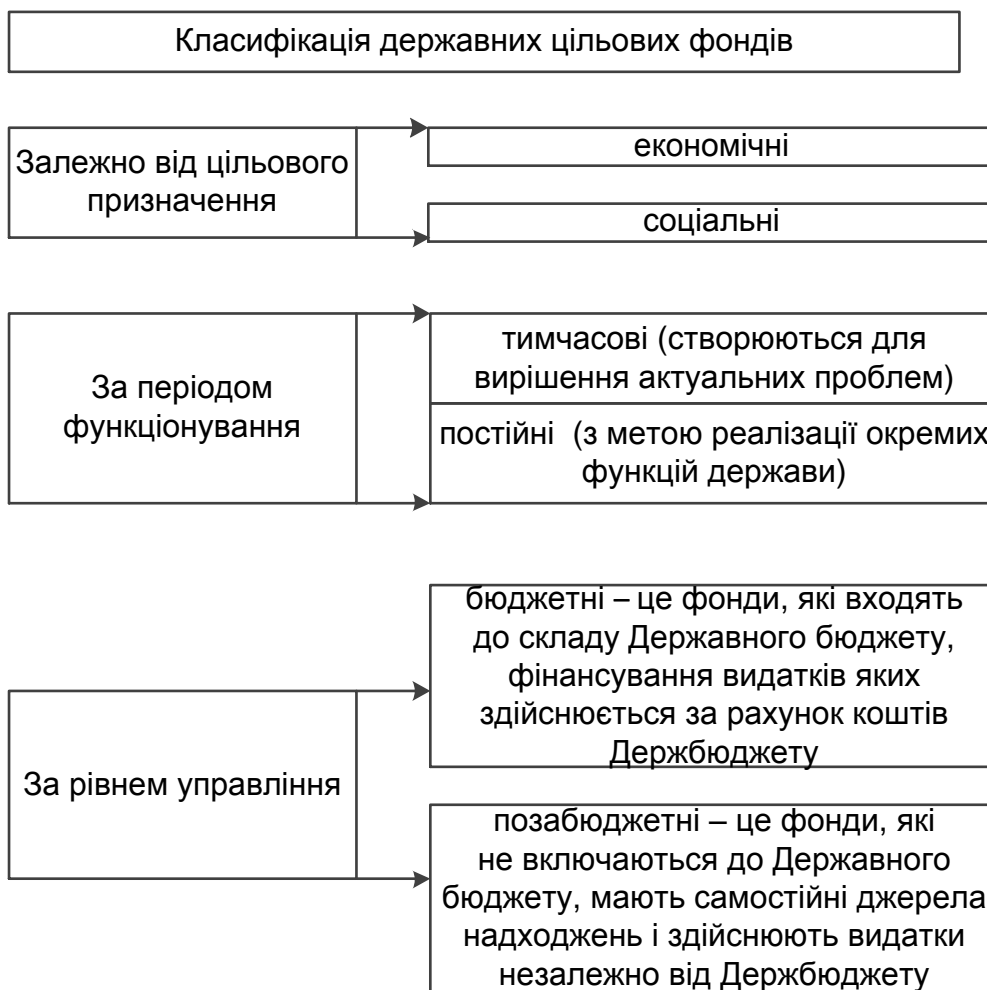 Класифікація державних цільових фондів
Залежно від цільового
призначення
економічні
соціальні
За періодом
функціонування
тимчасові (створюються для
вирішення актуальних проблем)
постійні (з метою реалізації окремих
функцій держави)
За рівнем управління
бюджетні – це фонди, які входять
до складу Державного бюджету,
фінансування видатків яких
здійснюється за рахунок коштів
Держбюджету
позабюджетні – це фонди, які
не включаються до Державного
бюджету, мають самостійні джерела
надходжень і здійснюють видатки
незалежно від Держбюджету